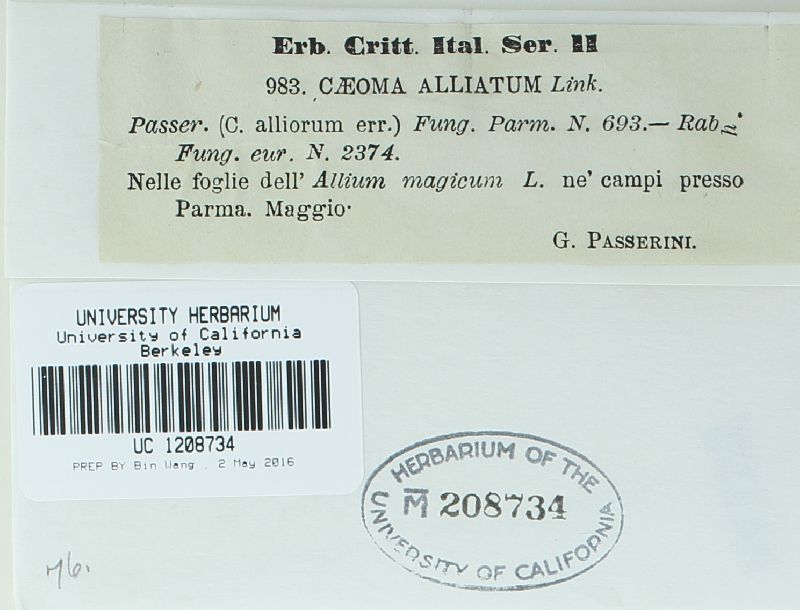 Erb. Critt. Ital. Ser. II
983. CÆOMA ALLIATUM Link.
Passer. (C. alliorum err.) Fung. Parm. N. 693.— Rab.
Fung. eur. N. 2374.
Nelle foglie dell' Allium magicum L. ne' campi presso
Parma. Maggio·
G. PASSERINI.
UNIVERSITY HERBARIUM
University of California
Berkeley
UC 1208734
PREP BY Bin Wang , 2 May 2016
HERBARIUM OF THE
M 208734
UNIVERSITY OF CALIFORNIA